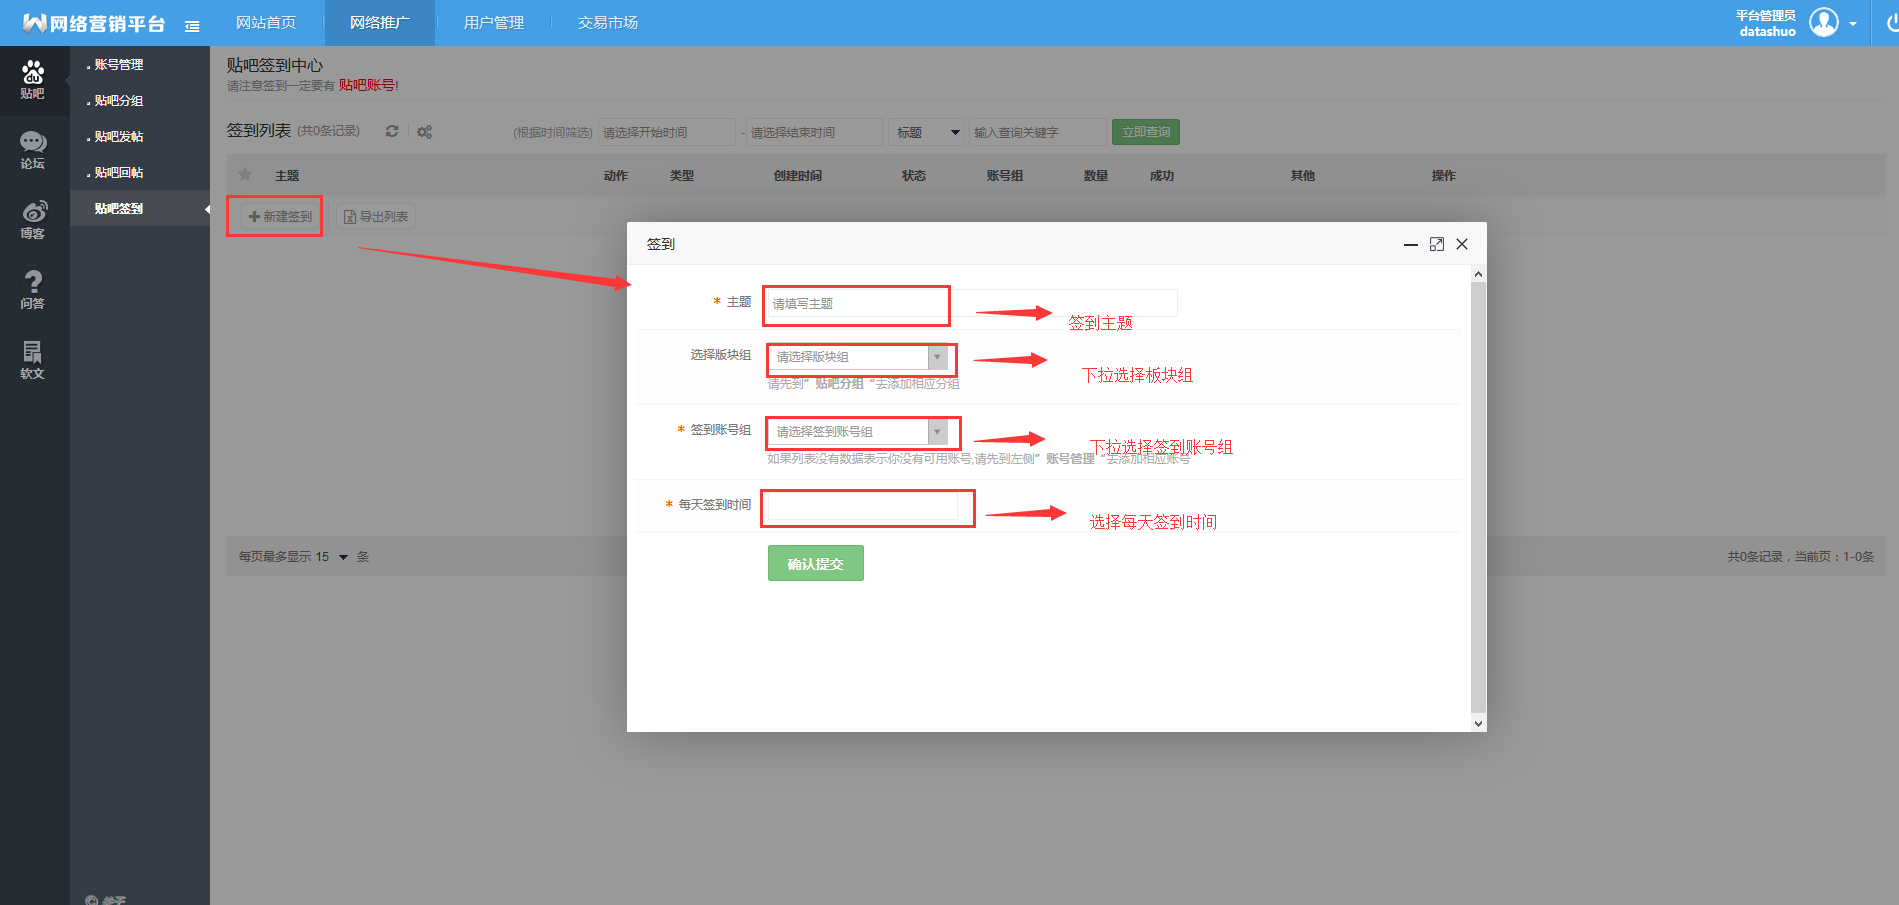 网络营销平台
网站首页
网络推广
用户管理
交易市场
平台管理员
datashuo
du
贴吧
论坛
博客
问答
软文
账号管理
贴吧分组
贴吧发帖
贴吧回帖
贴吧签到
贴吧签到中心
请注意签到一定要有 贴吧账号!
签到列表 (共0条记录)
(根据时间筛选) 请选择开始时间 - 请选择结束时间 标题 输入查询关键字 立即查询
主题 动作 类型 创建时间 状态 账号组 数量 成功 其他 操作
新建签到 导出列表
签到
* 主题 请填写主题
签到主题
选择版块组 请选择版块组
下拉选择板块组
请先到”贴吧分组“去添加相应分组
* 签到账号组 请选择签到账号组
下拉选择签到账号组
如果列表没有数据表示你没有可用账号,请先到左侧”账号管理“去添加相应账号
* 每天签到时间
选择每天签到时间
确认提交
每页最多显示 15 条
共0条记录，当前页：1-0条